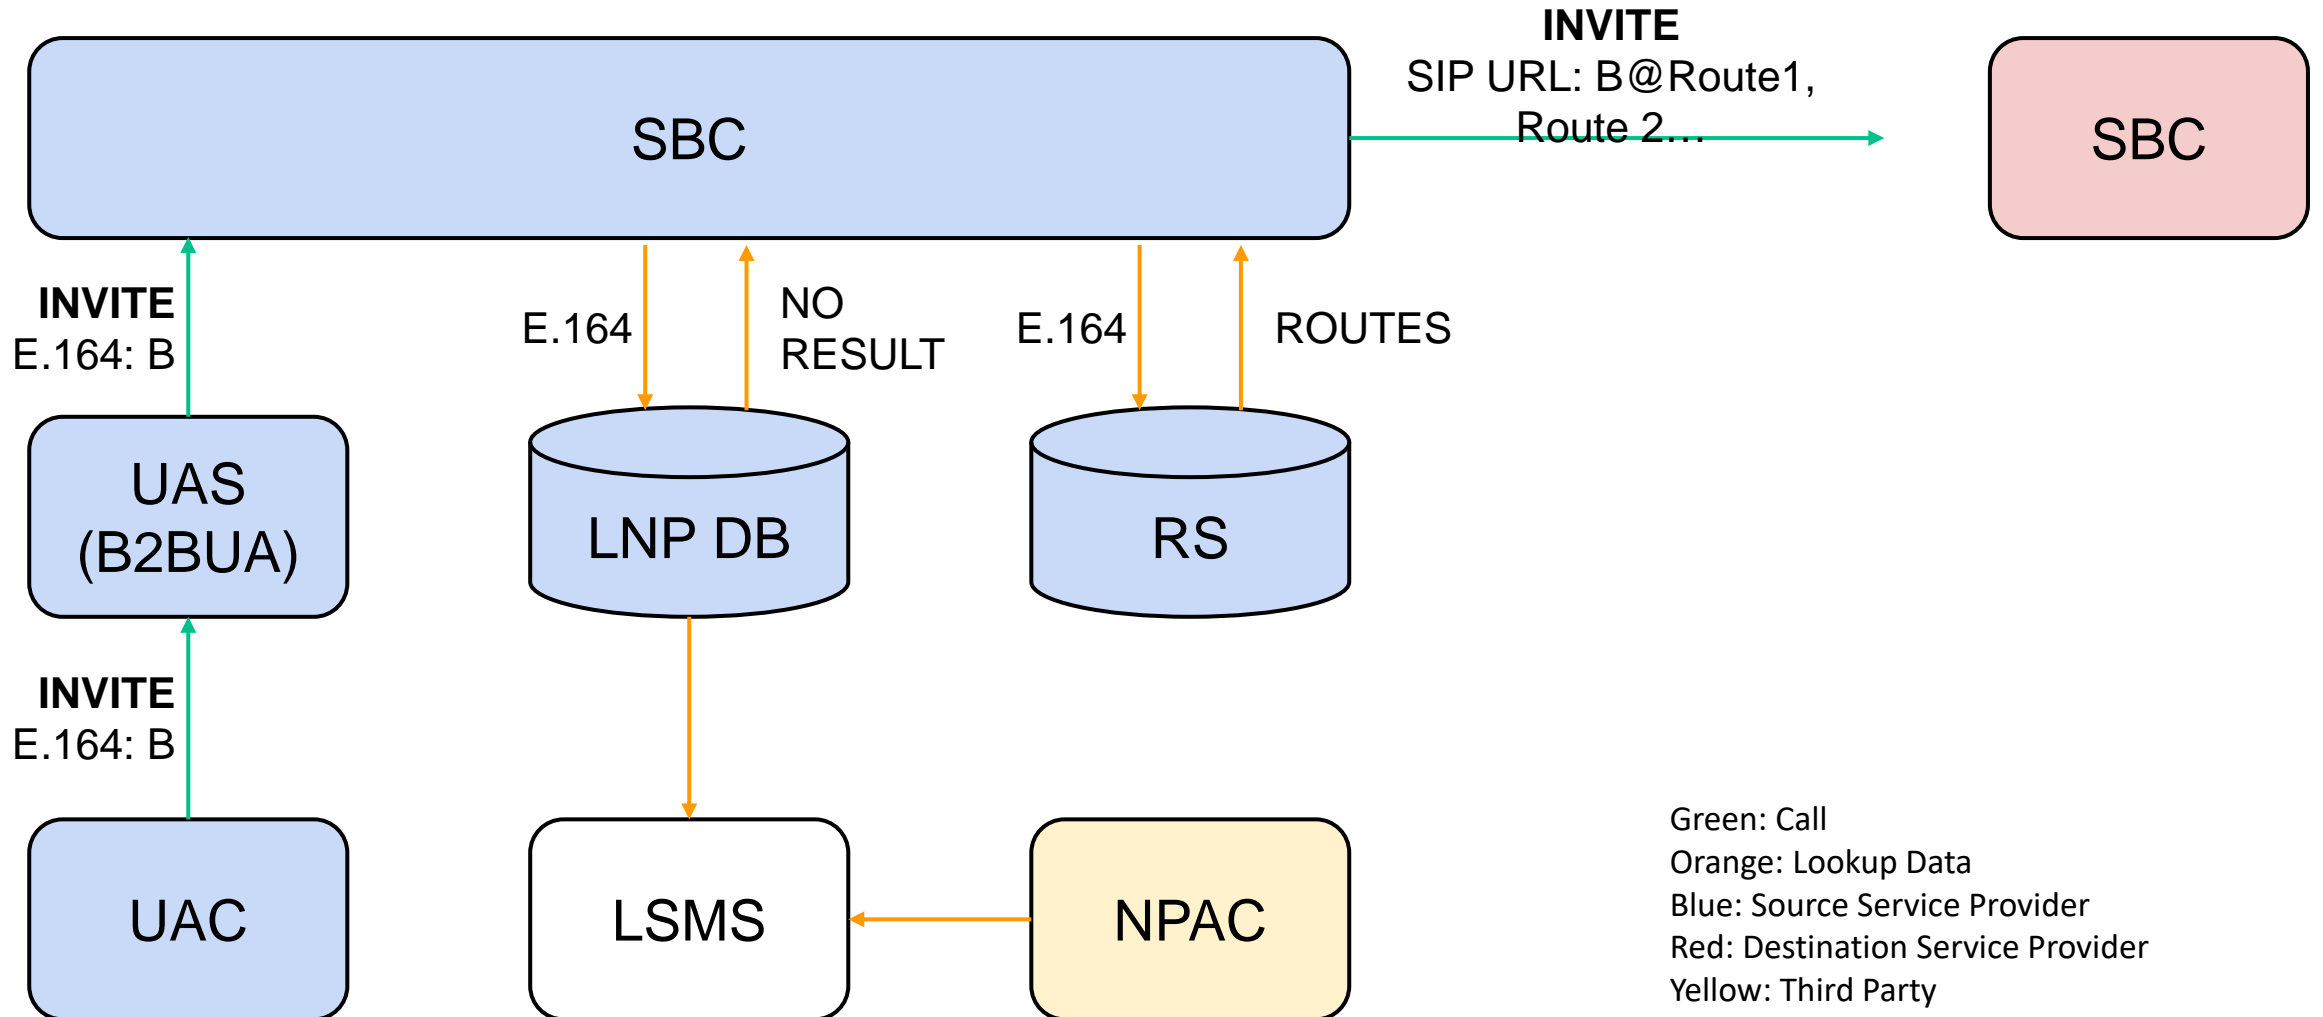 INVITE
SIP URL: B@Route1,
Route 2...
SBC
SBC
INVITE
E.164: B
E.164
NO
RESULT
E.164
ROUTES
UAS
(B2BUA)
LNP DB
RS
INVITE
E.164: B
UAC
LSMS
NPAC
Green: Call
Orange: Lookup Data
Blue: Source Service Provider
Red: Destination Service Provider
Yellow: Third Party